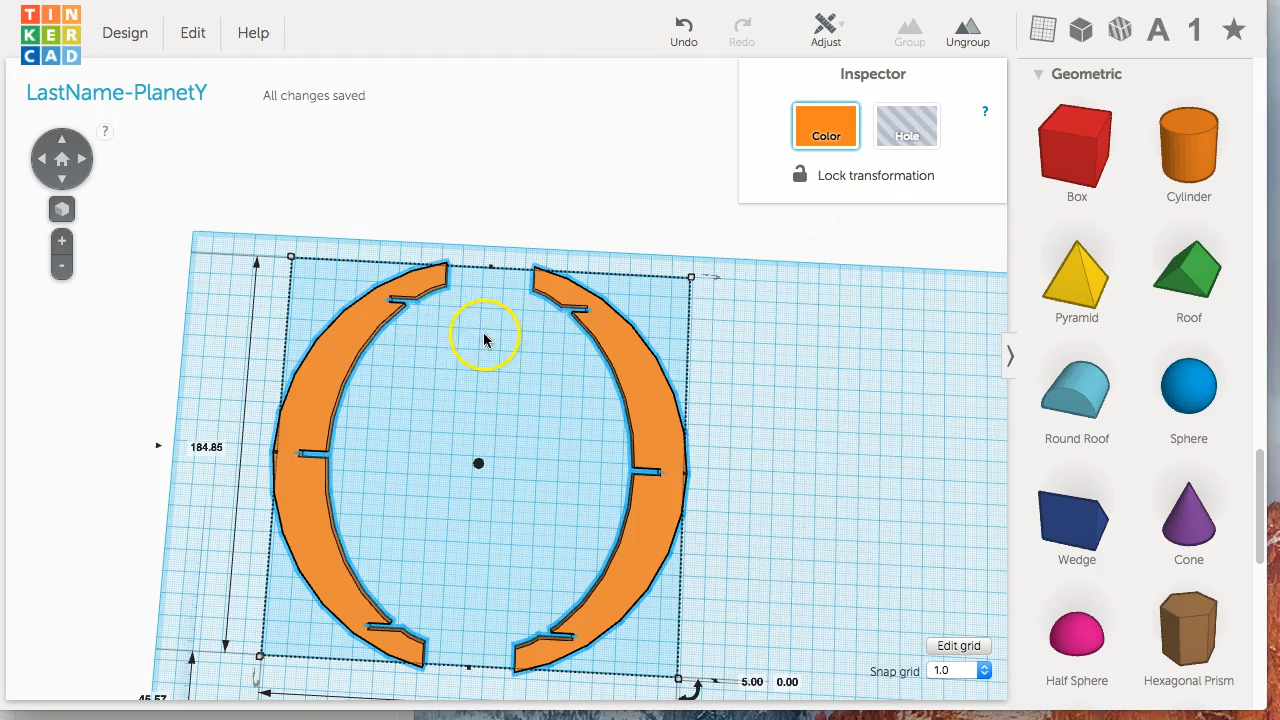 TIN
KER
CAD
Design
Edit
Help
Undo
Redo
Adjust
Group
Ungroup
A
1
LastName-PlanetY
All changes saved
?
Inspector
Color
Hole
?
Lock transformation
Geometric
Box
Cylinder
Pyramid
Roof
Round Roof
Sphere
Wedge
Cone
Half Sphere
Hexagonal Prism
+
-
184.85
45.57
5.00
0.00
Edit grid
Snap grid
1.0